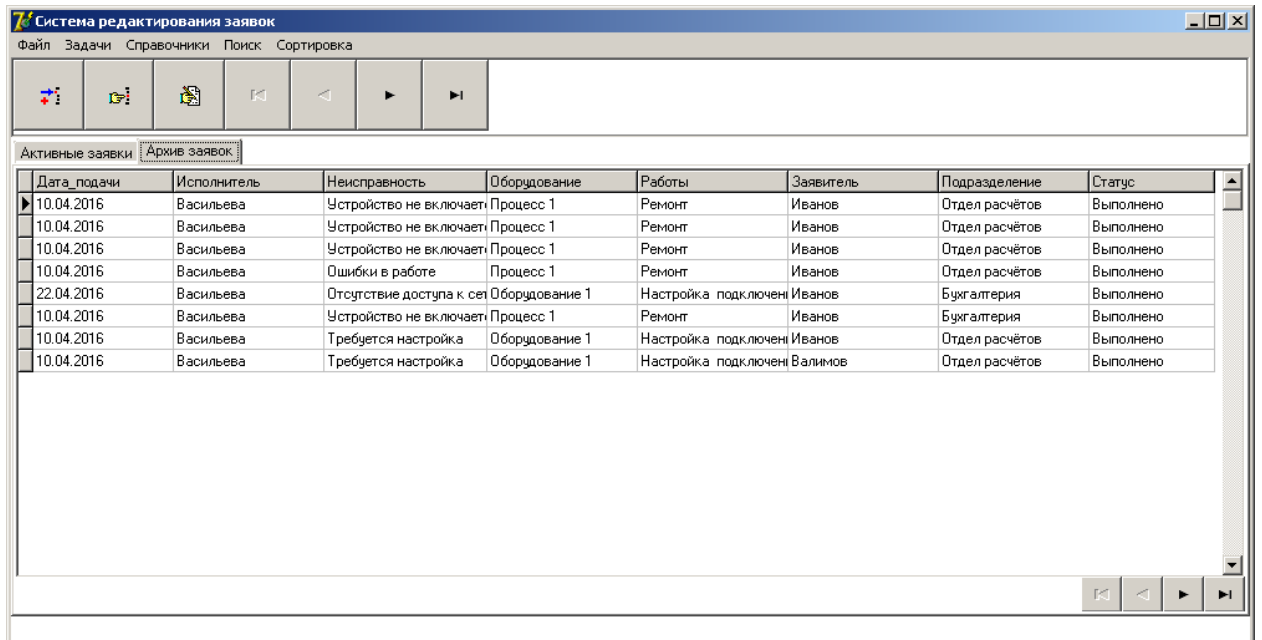 Система редактирования заявок
Файл Задачи Справочники Поиск Сортировка
Активные заявки Архив заявок
Дата_подачи Исполнитель Неисправность Оборудование Работы Заявитель Подразделение Статус
10.04.2016 Васильева Устройство не включает Процесс 1 Ремонт Иванов Отдел расчётов Выполнено
10.04.2016 Васильева Устройство не включает Процесс 1 Ремонт Иванов Отдел расчётов Выполнено
10.04.2016 Васильева Устройство не включает Процесс 1 Ремонт Иванов Отдел расчётов Выполнено
10.04.2016 Васильева Ошибки в работе Процесс 1 Ремонт Иванов Отдел расчётов Выполнено
22.04.2016 Васильева Отсутствие доступа к сет Оборудование 1 Настройка подключен Иванов Бухгалтерия Выполнено
10.04.2016 Васильева Устройство не включает Процесс 1 Ремонт Иванов Бухгалтерия Выполнено
10.04.2016 Васильева Требуется настройка Оборудование 1 Настройка подключен Иванов Отдел расчётов Выполнено
10.04.2016 Васильева Требуется настройка Оборудование 1 Настройка подключен Валимов Отдел расчётов Выполнено